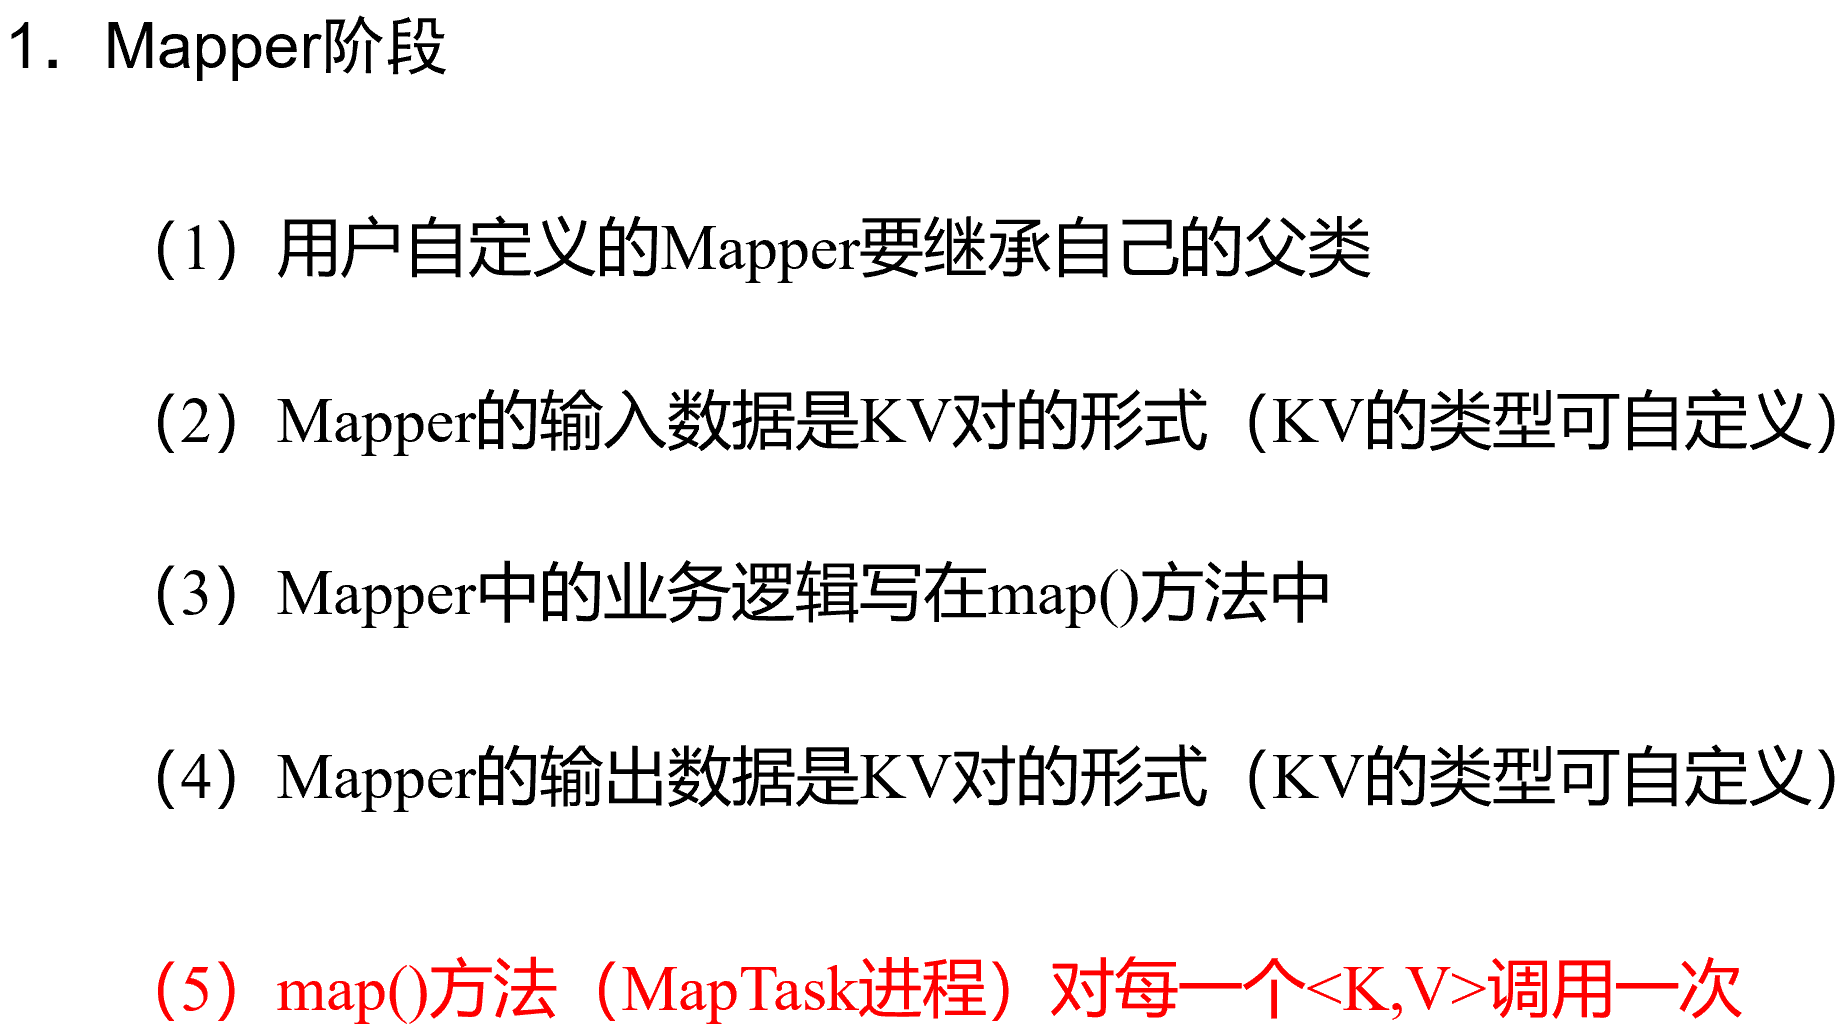 1. Mapper阶段
（1）用户自定义的Mapper要继承自己的父类
（2）Mapper的输入数据是KV对的形式（KV的类型可自定义）
（3）Mapper中的业务逻辑写在map()方法中
（4）Mapper的输出数据是KV对的形式（KV的类型可自定义）
（5）map()方法（MapTask进程）对每一个<K,V>调用一次